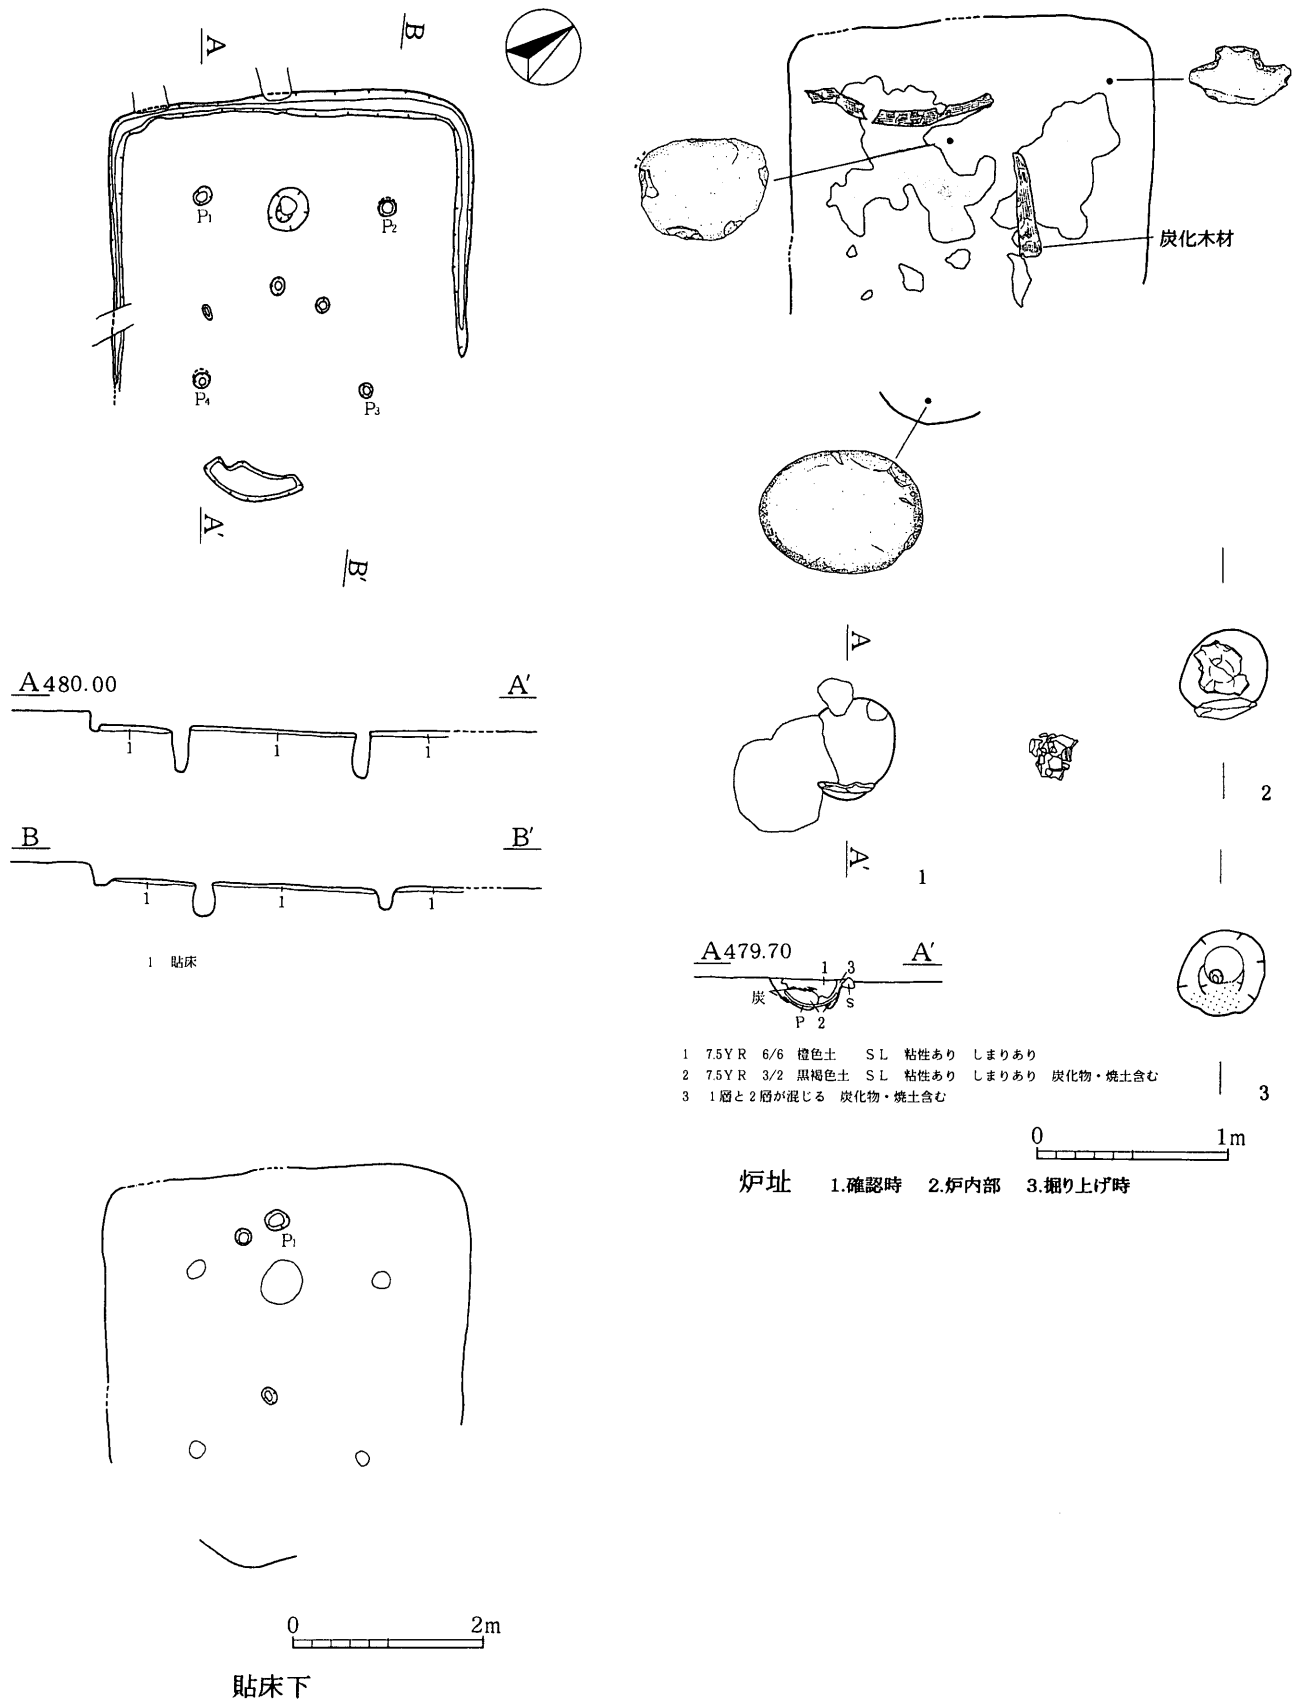 A
B
P1
P2
P4
P3
A'
B'
炭化木材
A 480.00
A'
1
1
1
B
B'
1
1
1
1 貼床
A
A'
1
2
A 479.70
A'
1
3
炭
S
P
2
3
1 7.5YR 6/6 橙色土 SL 粘性あり しまりあり
2 7.5YR 3/2 黒褐色土 SL 粘性あり しまりあり 炭化物・焼土含む
3 1層と2層が混じる 炭化物・焼土含む
0
1m
炉址 1.確認時 2.炉内部 3.掘り上げ時
P1
0
2m
貼床下